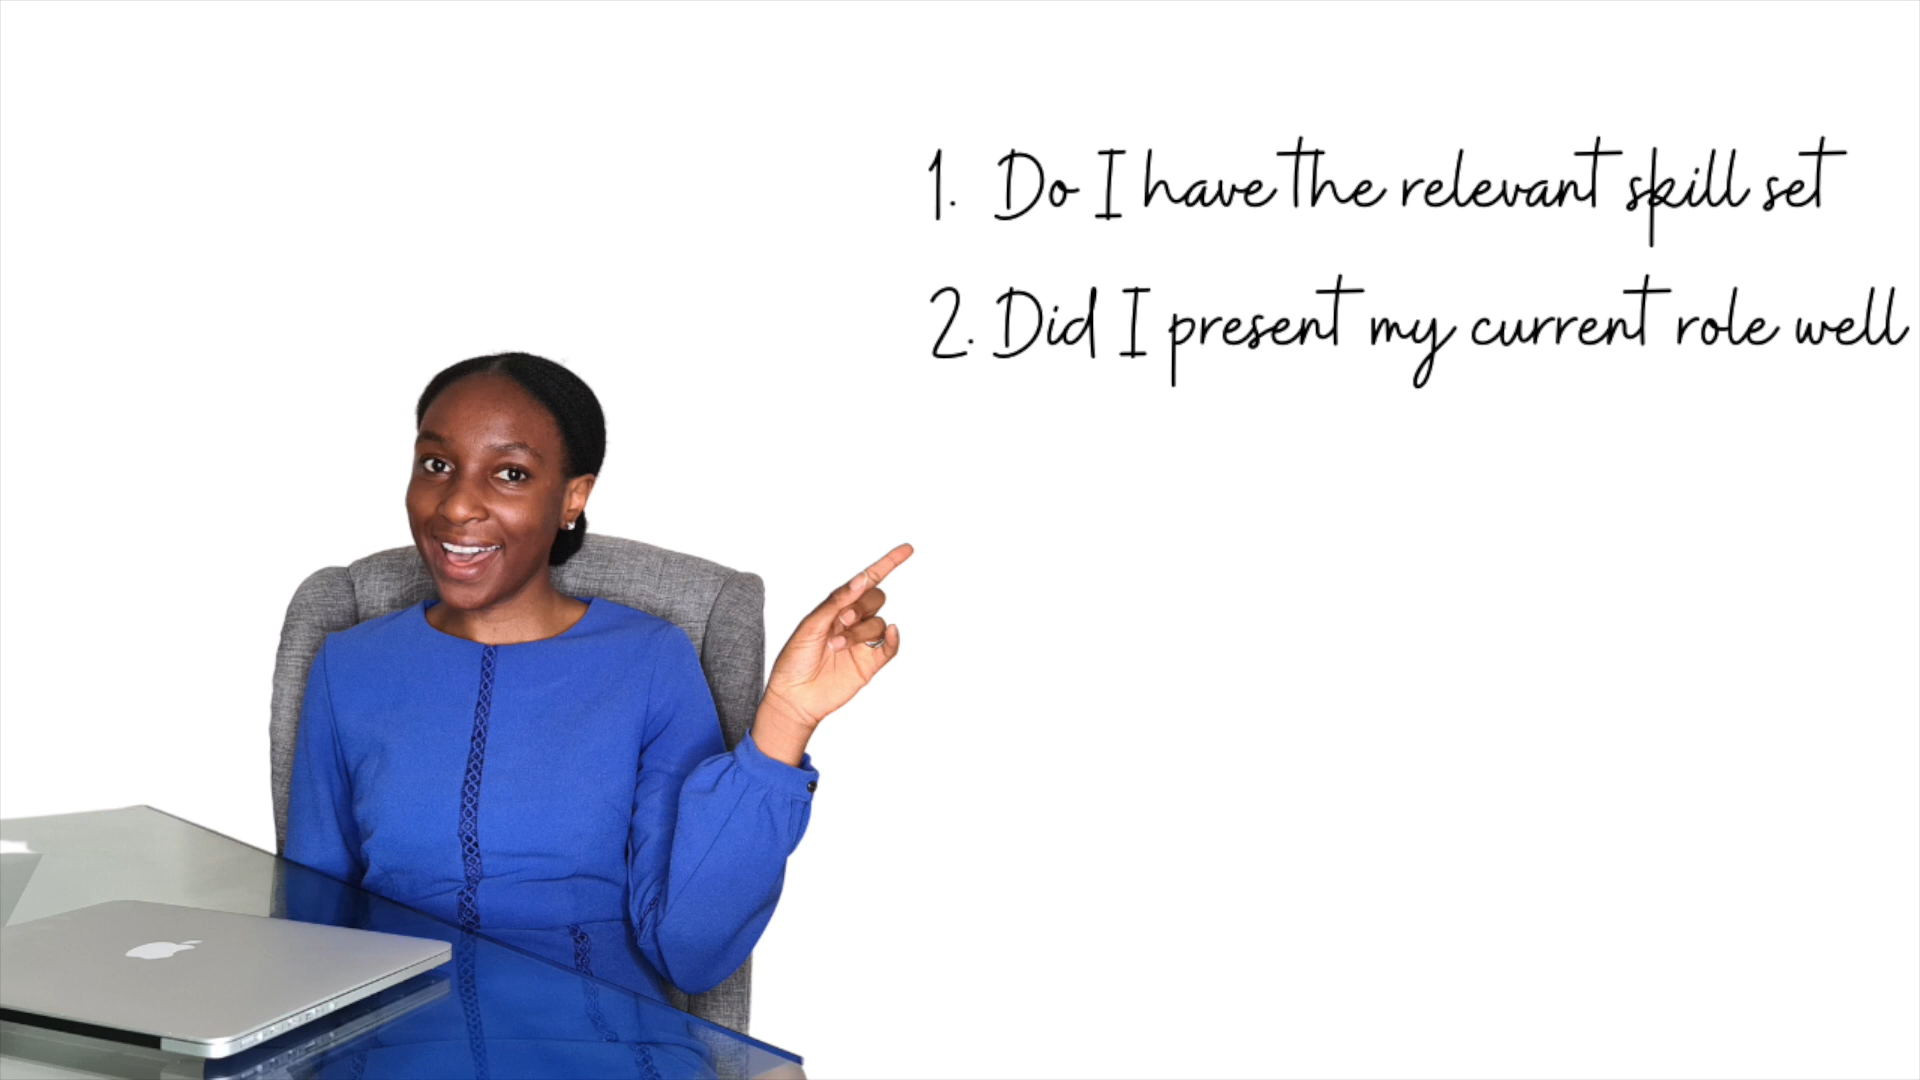 1. Do I have the relevant skill set
2. Did I present my current role well